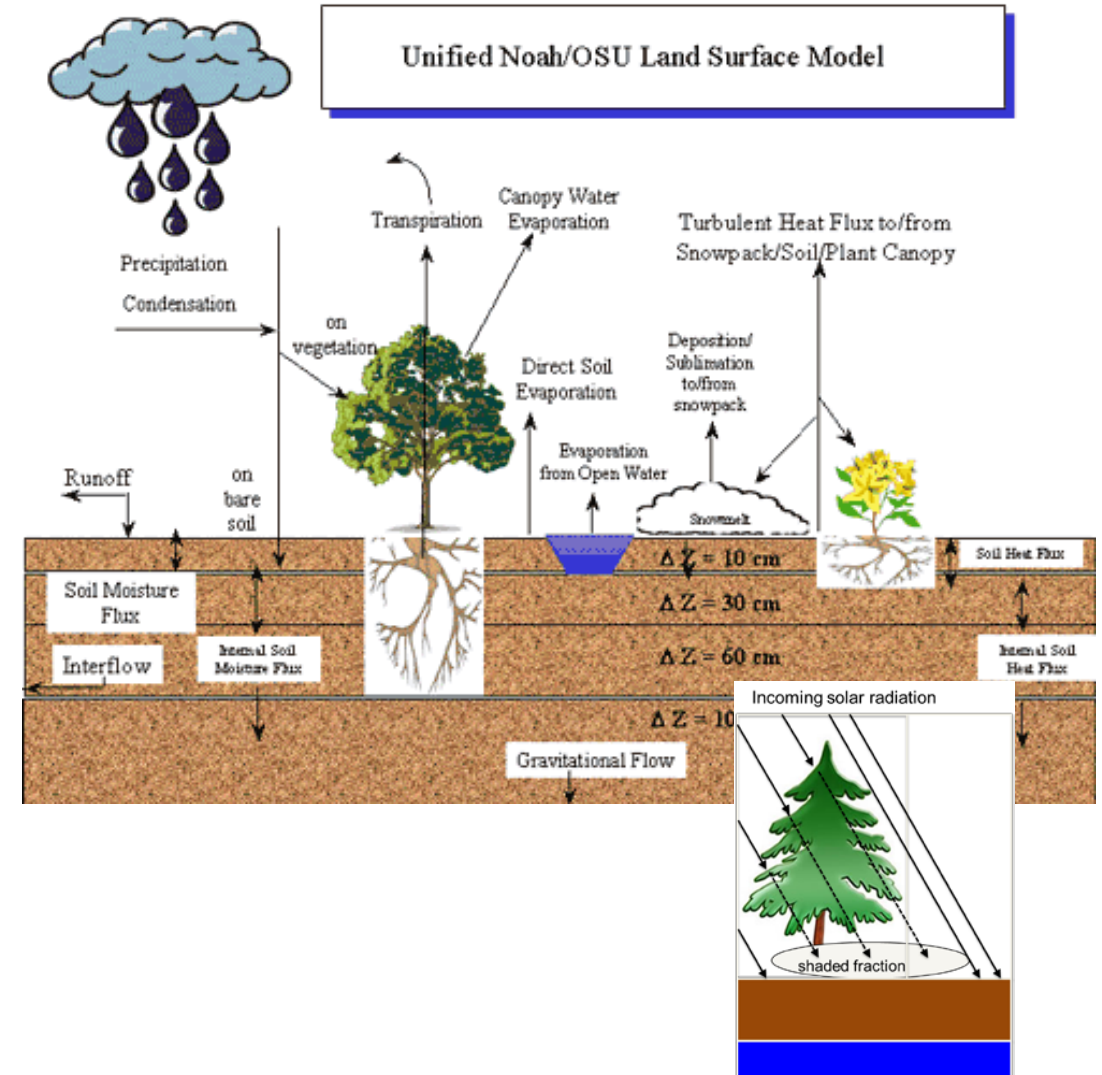 Unified Noah/OSU Land Surface Model
Transpiration
Canopy Water
Evaporation
Turbulent Heat Flux to/from
Snowpack/Soil/Plant Canopy
Precipitation
Condensation
on
vegetation
Direct Soil
Evaporation
Deposition/
Sublimation
to/from
snowpack
Evaporation
from Open Water
Runoff
on
bare
soil
Snowmelt
Δ Z = 10 cm
Soil Heat Flux
Soil Moisture
Flux
Δ Z = 30 cm
Interflow
Internal Soil
Moisture Flux
Δ Z = 60 cm
Internal Soil
Heat Flux
Δ Z = 10
Gravitational Flow
Incoming solar radiation
shaded fraction